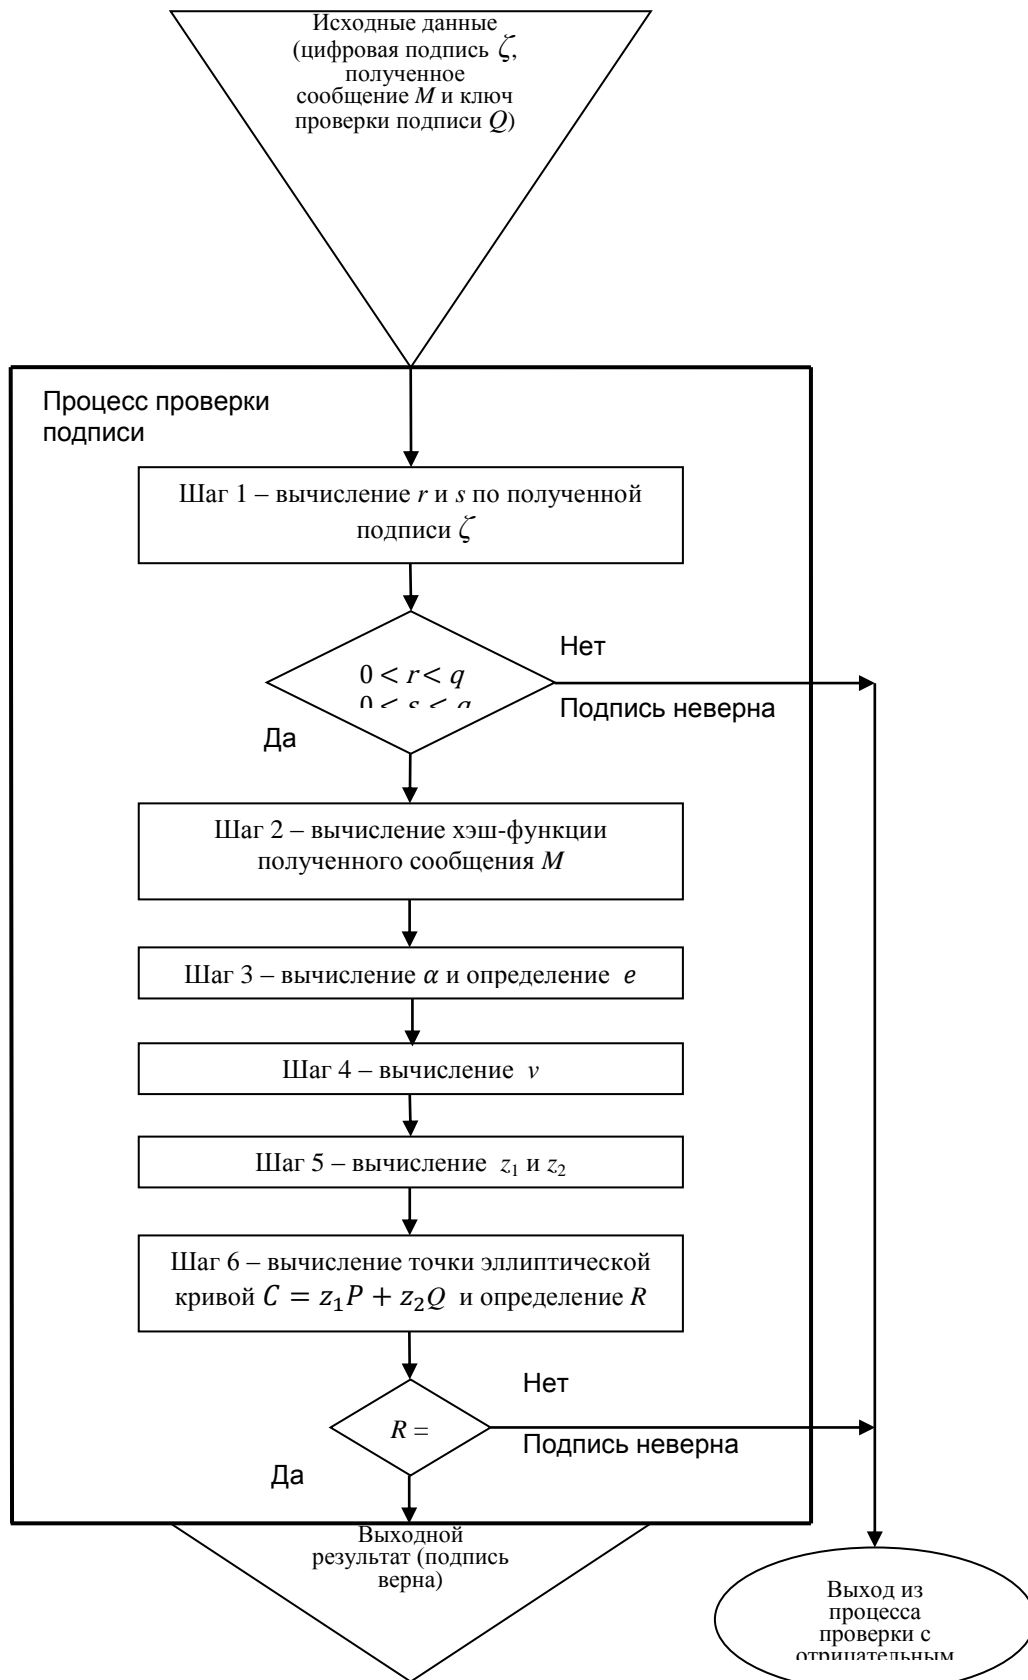 Исходные данные
(цифровая подпись ζ,
полученное
сообщение M и ключ
проверки подписи Q)
Процесс проверки
подписи
Шаг 1 – вычисление r и s по полученной
подписи ζ
0 < r < q
0 < s < q
Нет
Подпись неверна
Да
Шаг 2 – вычисление хэш-функции
полученного сообщения M
Шаг 3 – вычисление α и определение e
Шаг 4 – вычисление v
Шаг 5 – вычисление z₁ и z₂
Шаг 6 – вычисление точки эллиптической
кривой C = z₁P + z₂Q и определение R
R =
Нет
Подпись неверна
Да
Выходной
результат (подпись
верна)
Выход из
процесса
проверки с
отрицательным